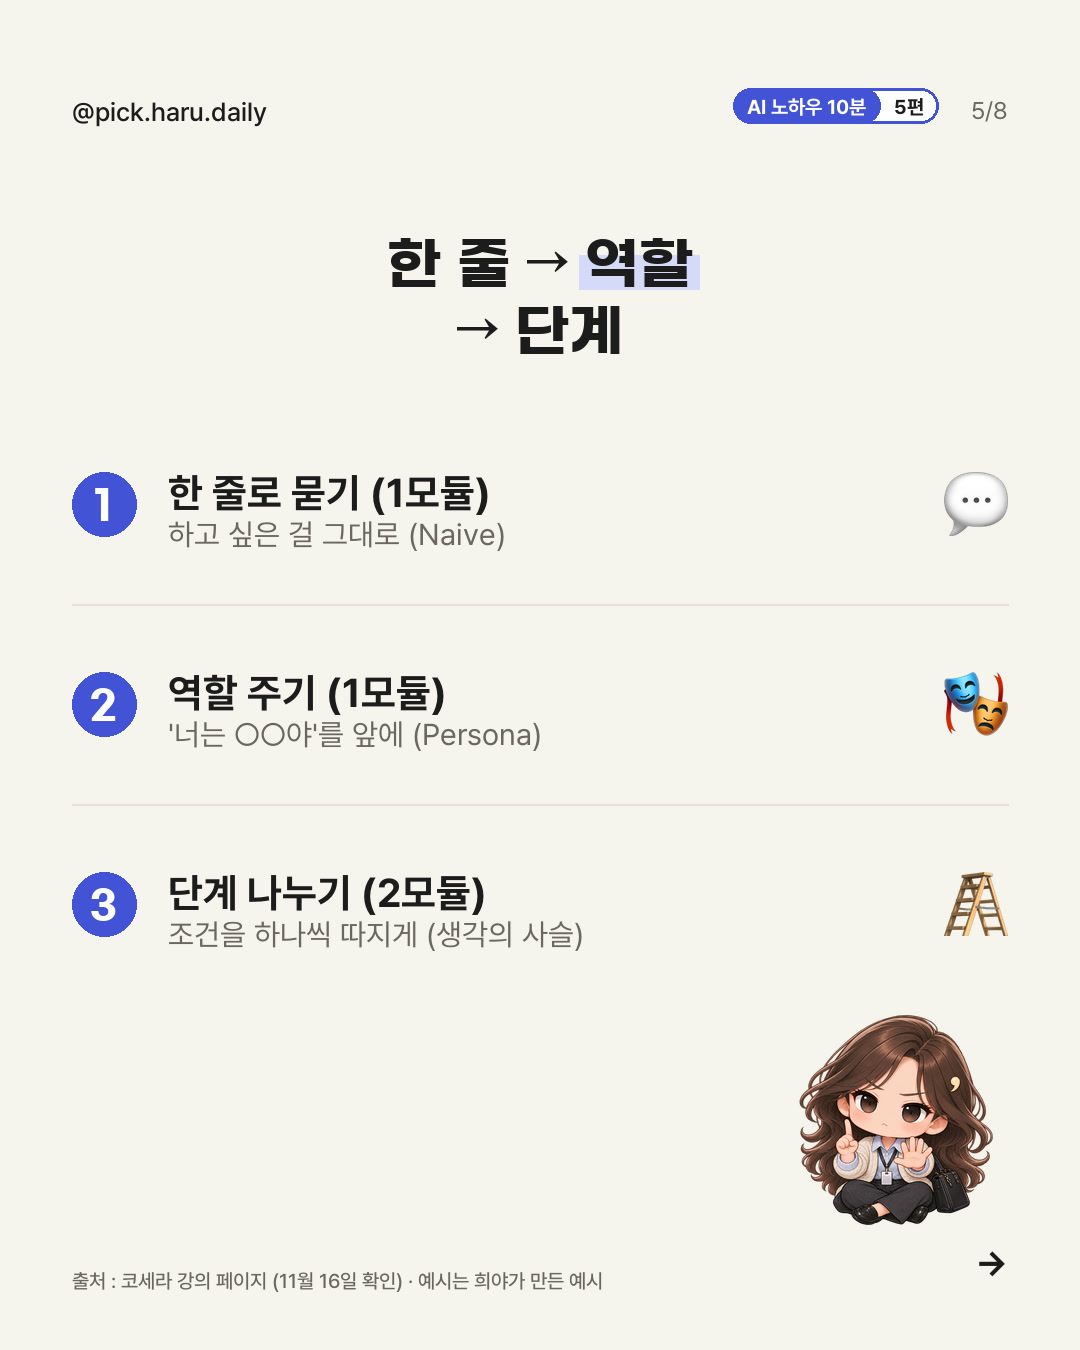 @pick.haru.daily
AI 노하우 10분 5편
5/8
한 줄 → 역할
→ 단계
1
한 줄로 묻기 (1모듈)
하고 싶은 걸 그대로 (Naive)
2
역할 주기 (1모듈)
'너는 〇〇야'를 앞에 (Persona)
3
단계 나누기 (2모듈)
조건을 하나씩 따지게 (생각의 사슬)
출처 : 코세라 강의 페이지 (11월 16일 확인) · 예시는 희야가 만든 예시
→